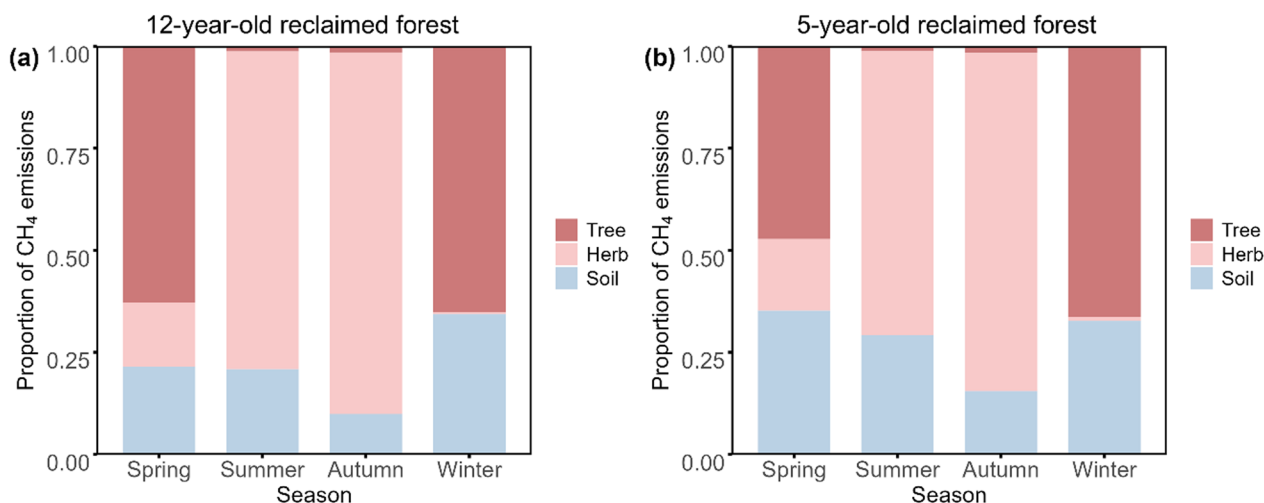 12-year-old reclaimed forest
(a)
1.00
0.75
0.50
0.25
0.00
Proportion of CH₄ emissions
Spring Summer Autumn Winter
Season
Tree
Herb
Soil
5-year-old reclaimed forest
(b)
1.00
0.75
0.50
0.25
0.00
Proportion of CH₄ emissions
Spring Summer Autumn Winter
Season
Tree
Herb
Soil